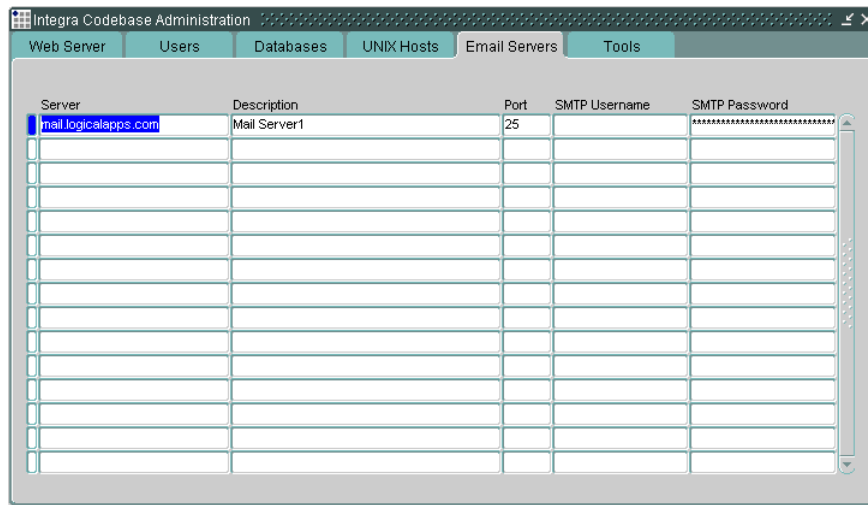 Integra Codebase Administration
Web Server Users Databases UNIX Hosts Email Servers Tools
Server Description Port SMTP Username SMTP Password
mail.logicalapps.com Mail Server1 25 ******************************